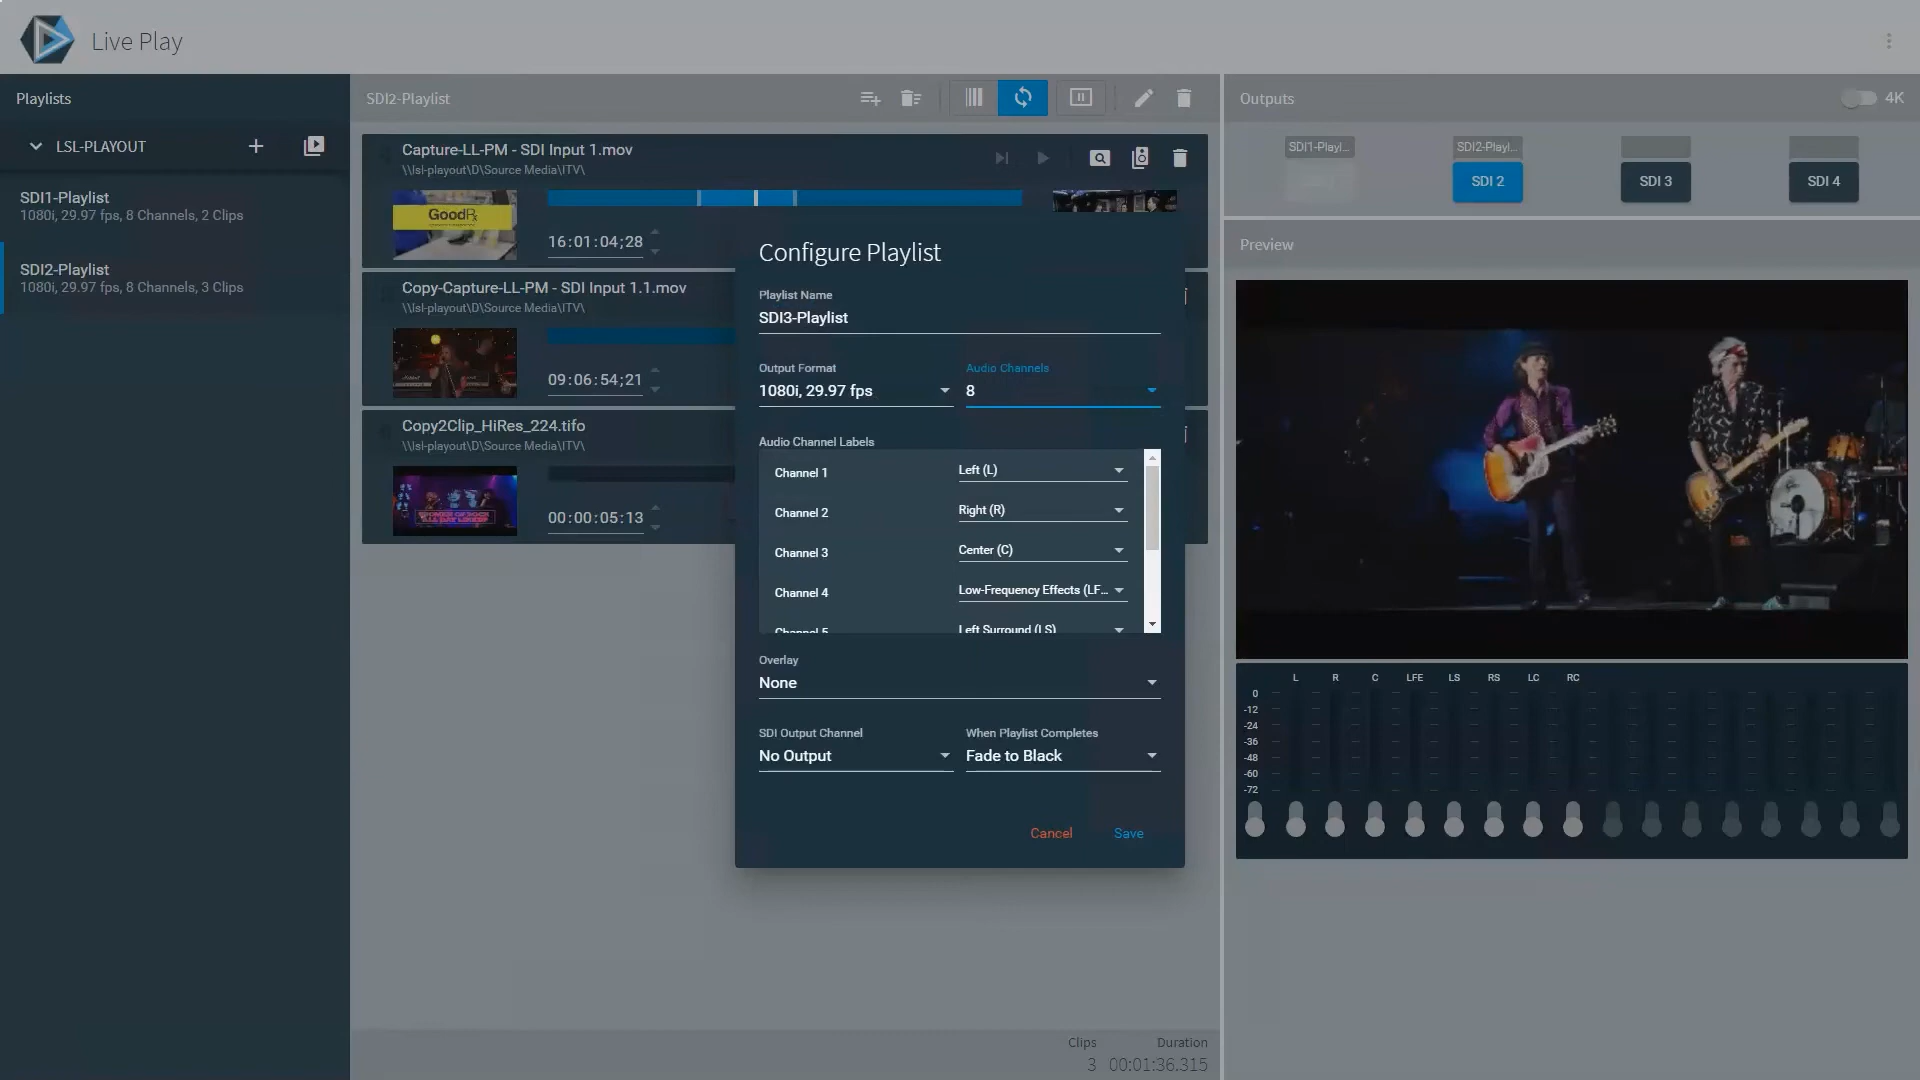 Live Play
Playlists
LSL-PLAYOUT
SDI1-Playlist
1080i, 29.97 fps, 8 Channels, 2 Clips
SDI2-Playlist
1080i, 29.97 fps, 8 Channels, 3 Clips
SDI2-Playlist
Capture-LL-PM - SDI Input 1.mov
\\lsl-playout\D\Source Media\ITV\
GoodRx
16:01:04;28
Copy-Capture-LL-PM - SDI Input 1.1.mov
\\lsl-playout\D\Source Media\ITV\
09:06:54;21
Copy2Clip_HiRes_224.tifo
\\lsl-playout\D\Source Media\ITV\
00:00:05:13
Configure Playlist
Playlist Name
SDI3-Playlist
Output Format
1080i, 29.97 fps
Audio Channels
8
Audio Channel Labels
Channel 1 Left (L)
Channel 2 Right (R)
Channel 3 Center (C)
Channel 4 Low-Frequency Effects (LF...
Channel 5 Left Surround (LS)
Overlay
None
SDI Output Channel
No Output
When Playlist Completes
Fade to Black
Cancel Save
Clips Duration
3 00:01:36.315
Outputs
4K
SDI1-Playl... SDI2-Playl...
SDI 2 SDI 3 SDI 4
Preview
L R C LFE LS RS LC RC
0
-12
-24
-36
-48
-60
-72